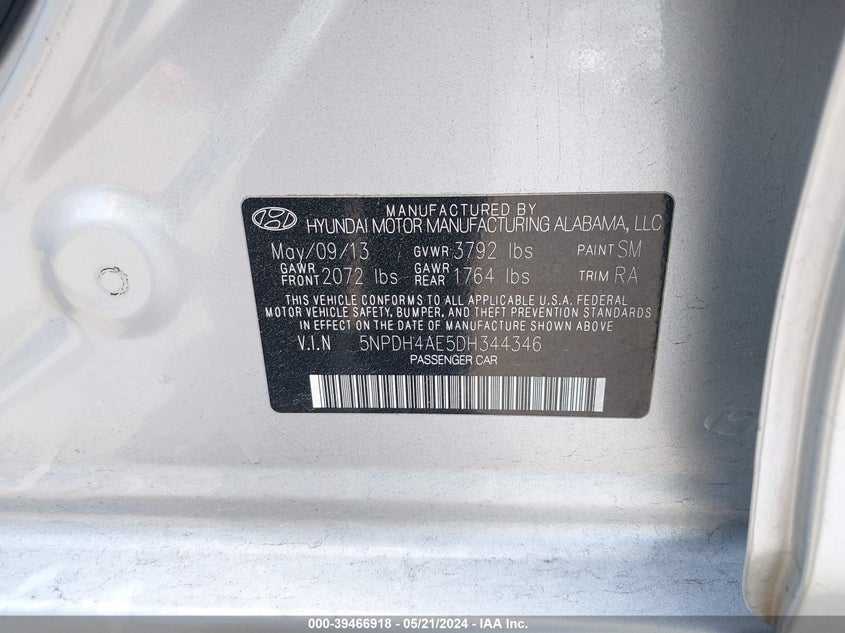 MANUFACTURED BY
HYUNDAI MOTOR MANUFACTURING ALABAMA, LLC
May/09/13 GVWR 3792 lbs PAINT SM
GAWR FRONT 2072 lbs GAWR REAR 1764 lbs TRIM RA
THIS VEHICLE CONFORMS TO ALL APPLICABLE U.S.A. FEDERAL
MOTOR VEHICLE SAFETY, BUMPER, AND THEFT PREVENTION STANDARDS
IN EFFECT ON THE DATE OF MANUFACTURE SHOWN ABOVE
V.I.N 5NPDH4AE5DH344346
PASSENGER CAR
000-39466918 - 05/21/2024 - IAA Inc.